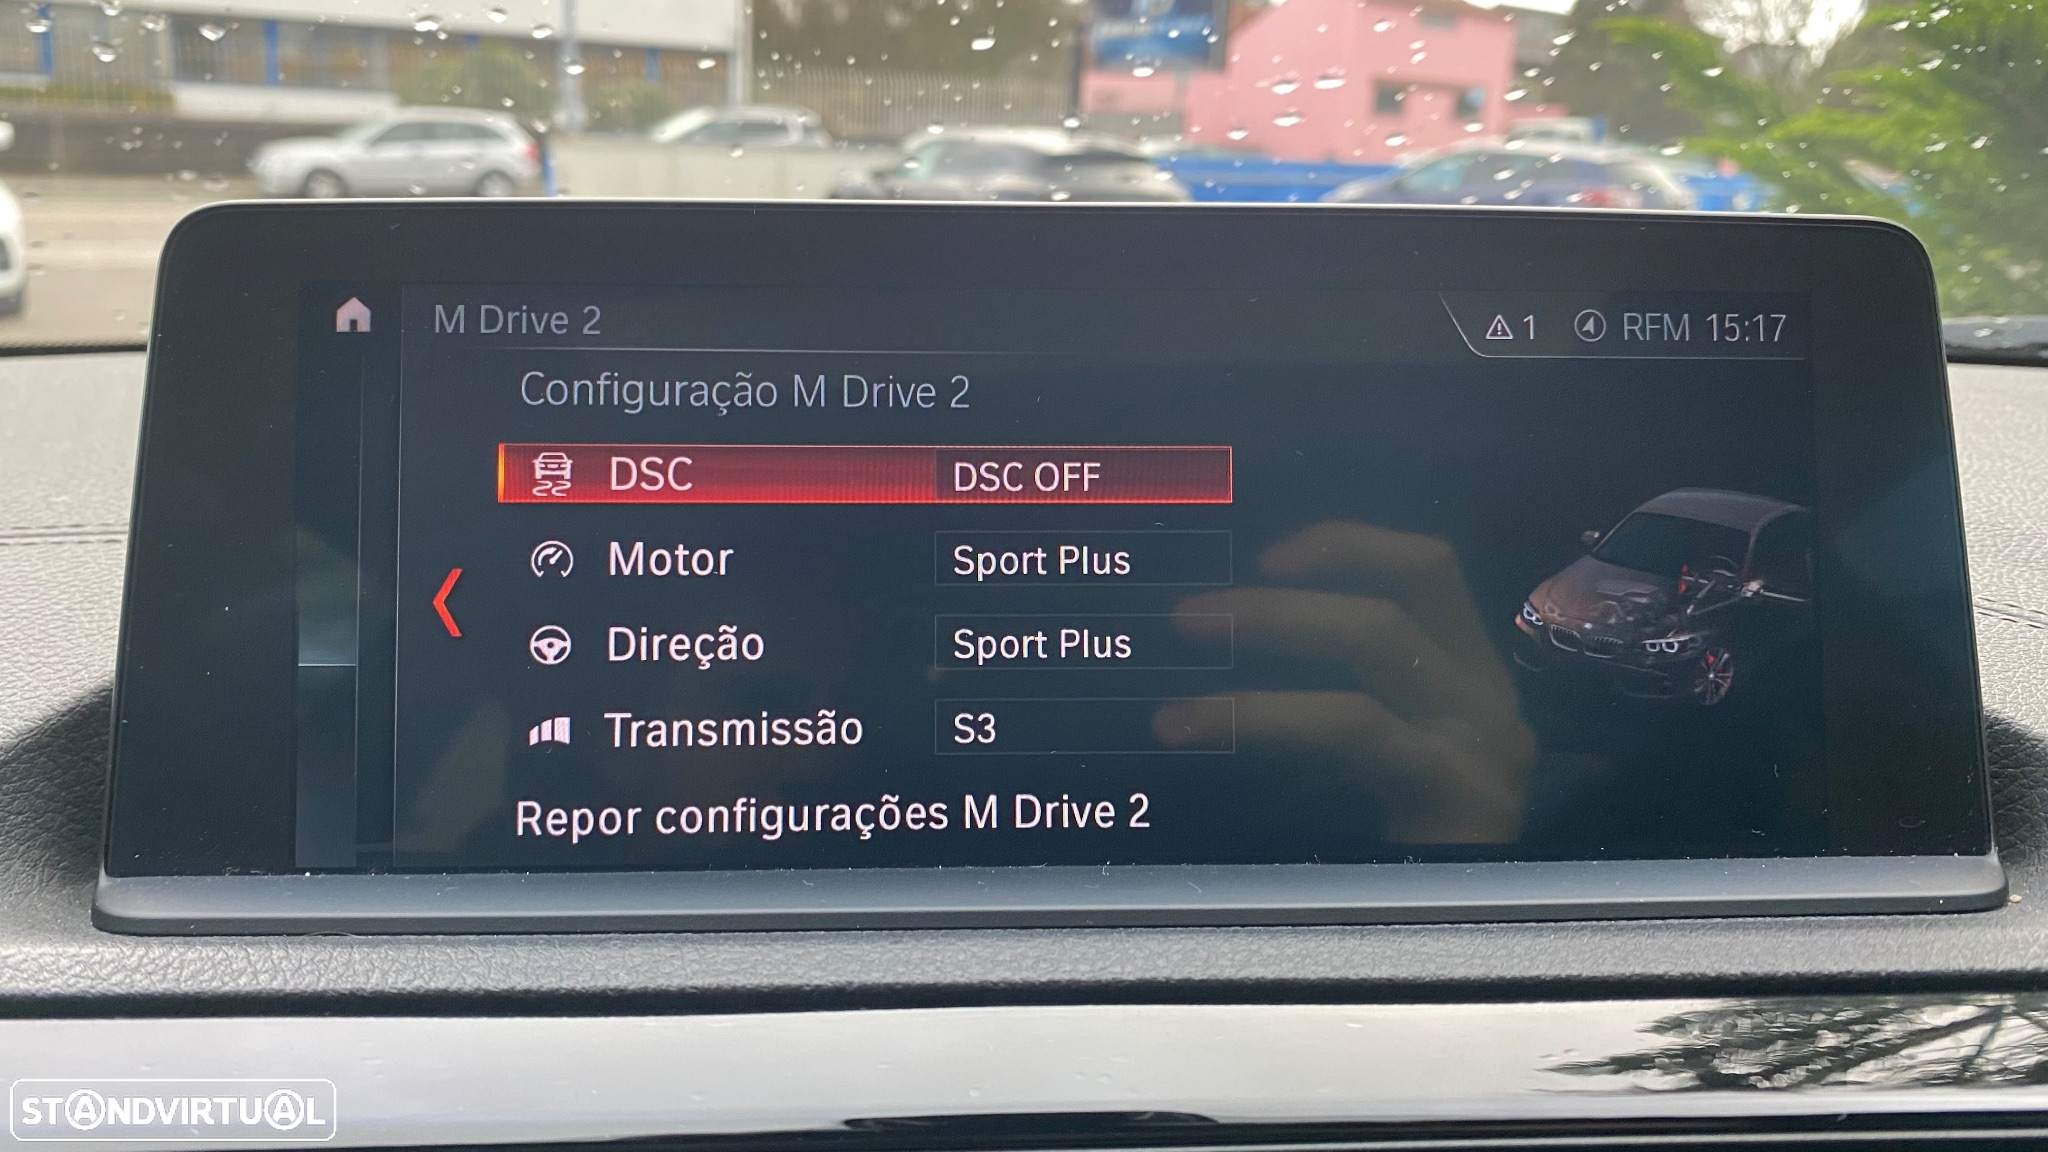 M Drive 2
1 RFM 15:17
Configuração M Drive 2
DSC DSC OFF
Motor Sport Plus
Direção Sport Plus
Transmissão S3
Repor configurações M Drive 2
STANDVIRTUAL